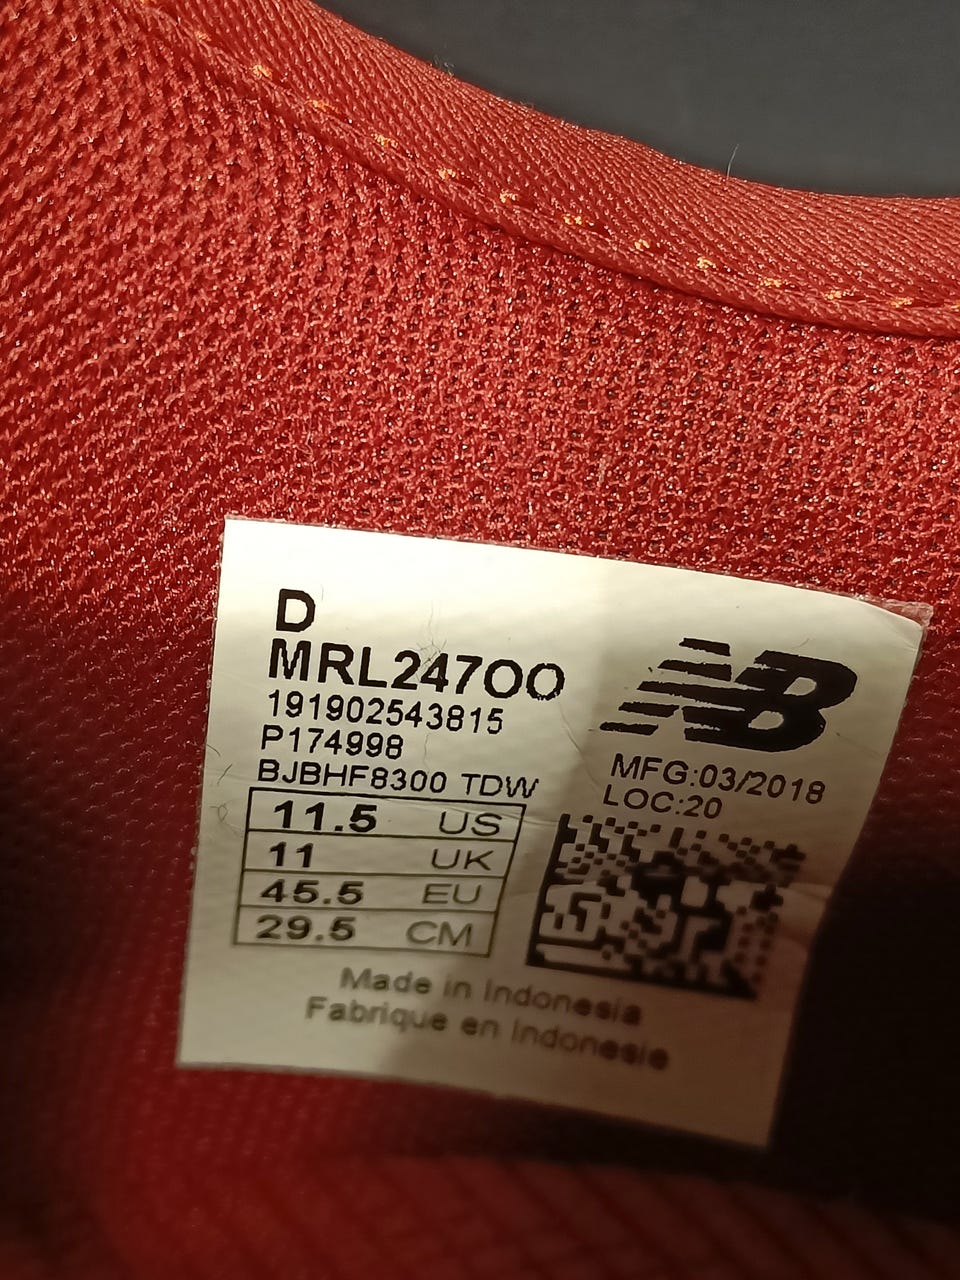 D
MRL247OO
191902543815
P174998
BJBHF8300 TDW
NB
MFG:03/2018
LOC:20
11.5 US
11 UK
45.5 EU
29.5 CM
Made in Indonesia
Fabrique en Indonesie